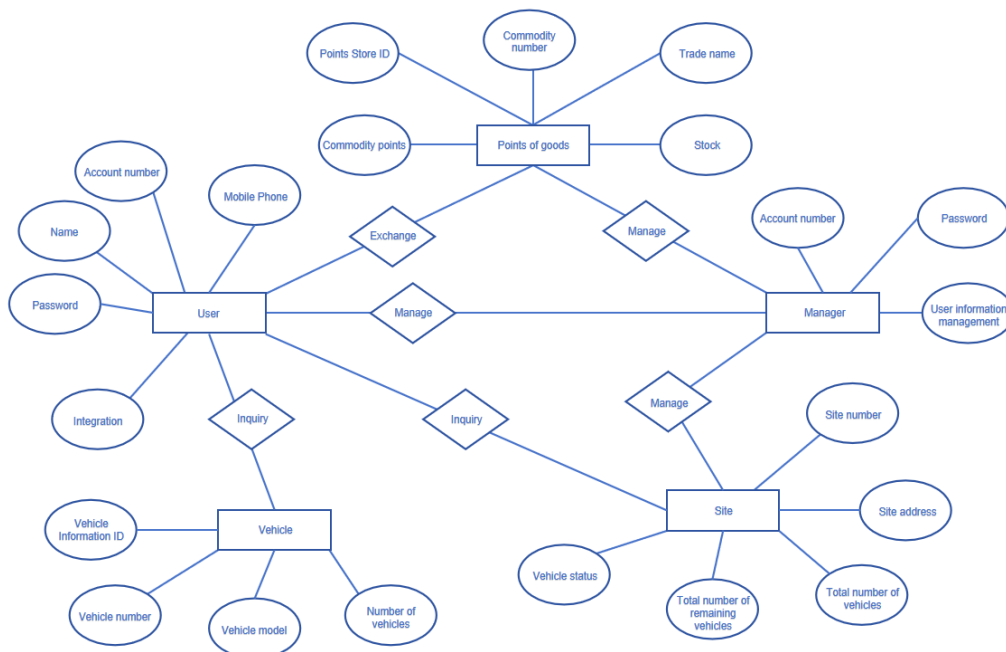 Commodity
number
Points Store ID
Trade name
Commodity points
Points of goods
Stock
Account number
Mobile Phone
Name
Exchange
Manage
Account number
Password
Password
User
Manage
Manager
User information
management
Integration
Inquiry
Inquiry
Manage
Site number
Vehicle
Information ID
Vehicle
Site
Site address
Vehicle status
Vehicle number
Vehicle model
Number of
vehicles
Total number of
remaining
vehicles
Total number of
vehicles